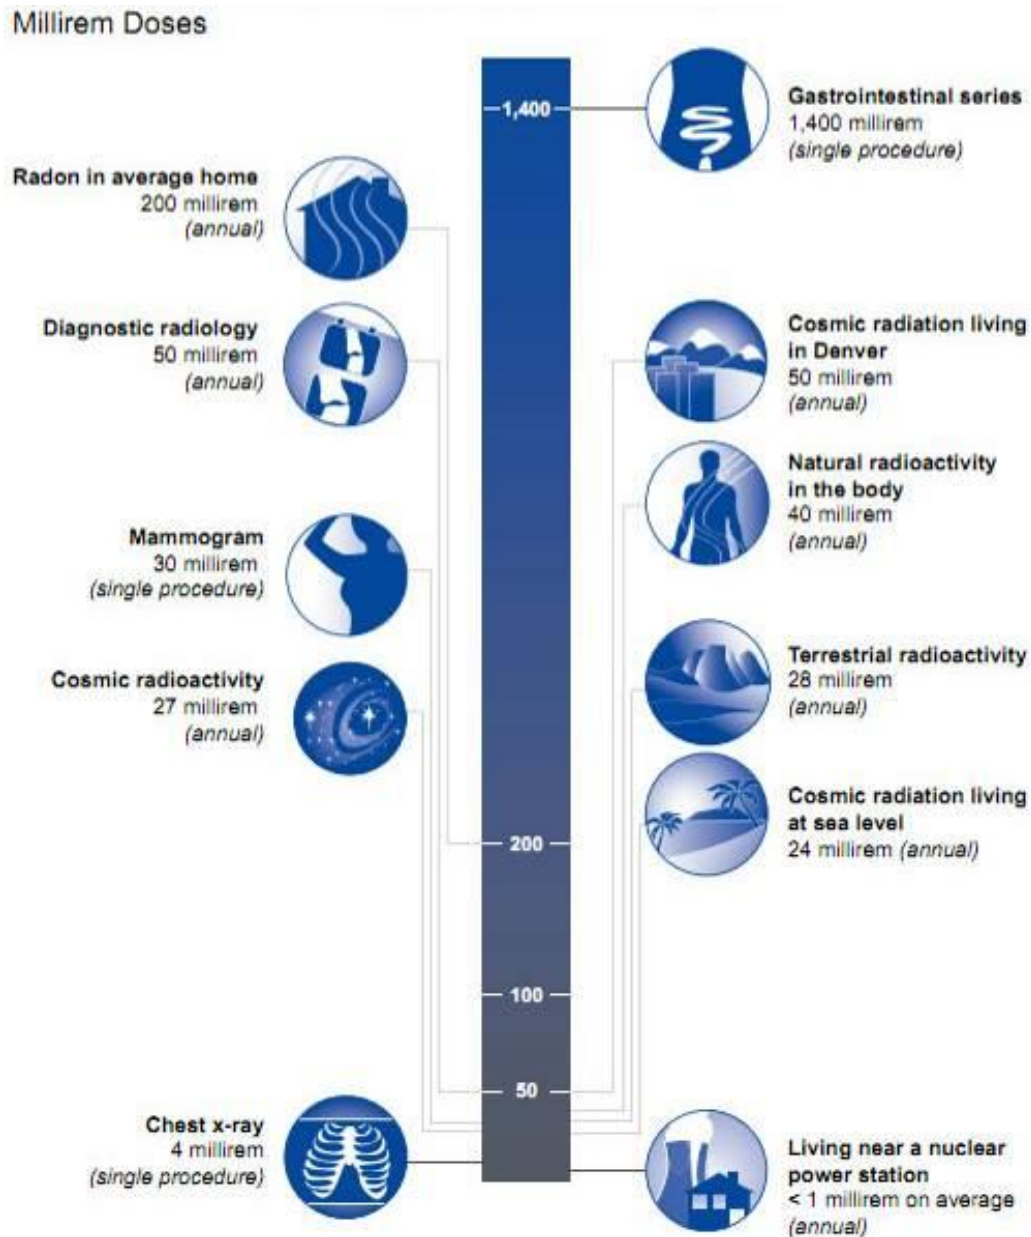 Millirem Doses
1,400
Gastrointestinal series
1,400 millirem
(single procedure)
Radon in average home
200 millirem
(annual)
Diagnostic radiology
50 millirem
(annual)
Cosmic radiation living
in Denver
50 millirem
(annual)
Natural radioactivity
in the body
40 millirem
(annual)
Mammogram
30 millirem
(single procedure)
Terrestrial radioactivity
28 millirem
(annual)
Cosmic radioactivity
27 millirem
(annual)
Cosmic radiation living
at sea level
24 millirem (annual)
200
100
50
Chest x-ray
4 millirem
(single procedure)
Living near a nuclear
power station
< 1 millirem on average
(annual)